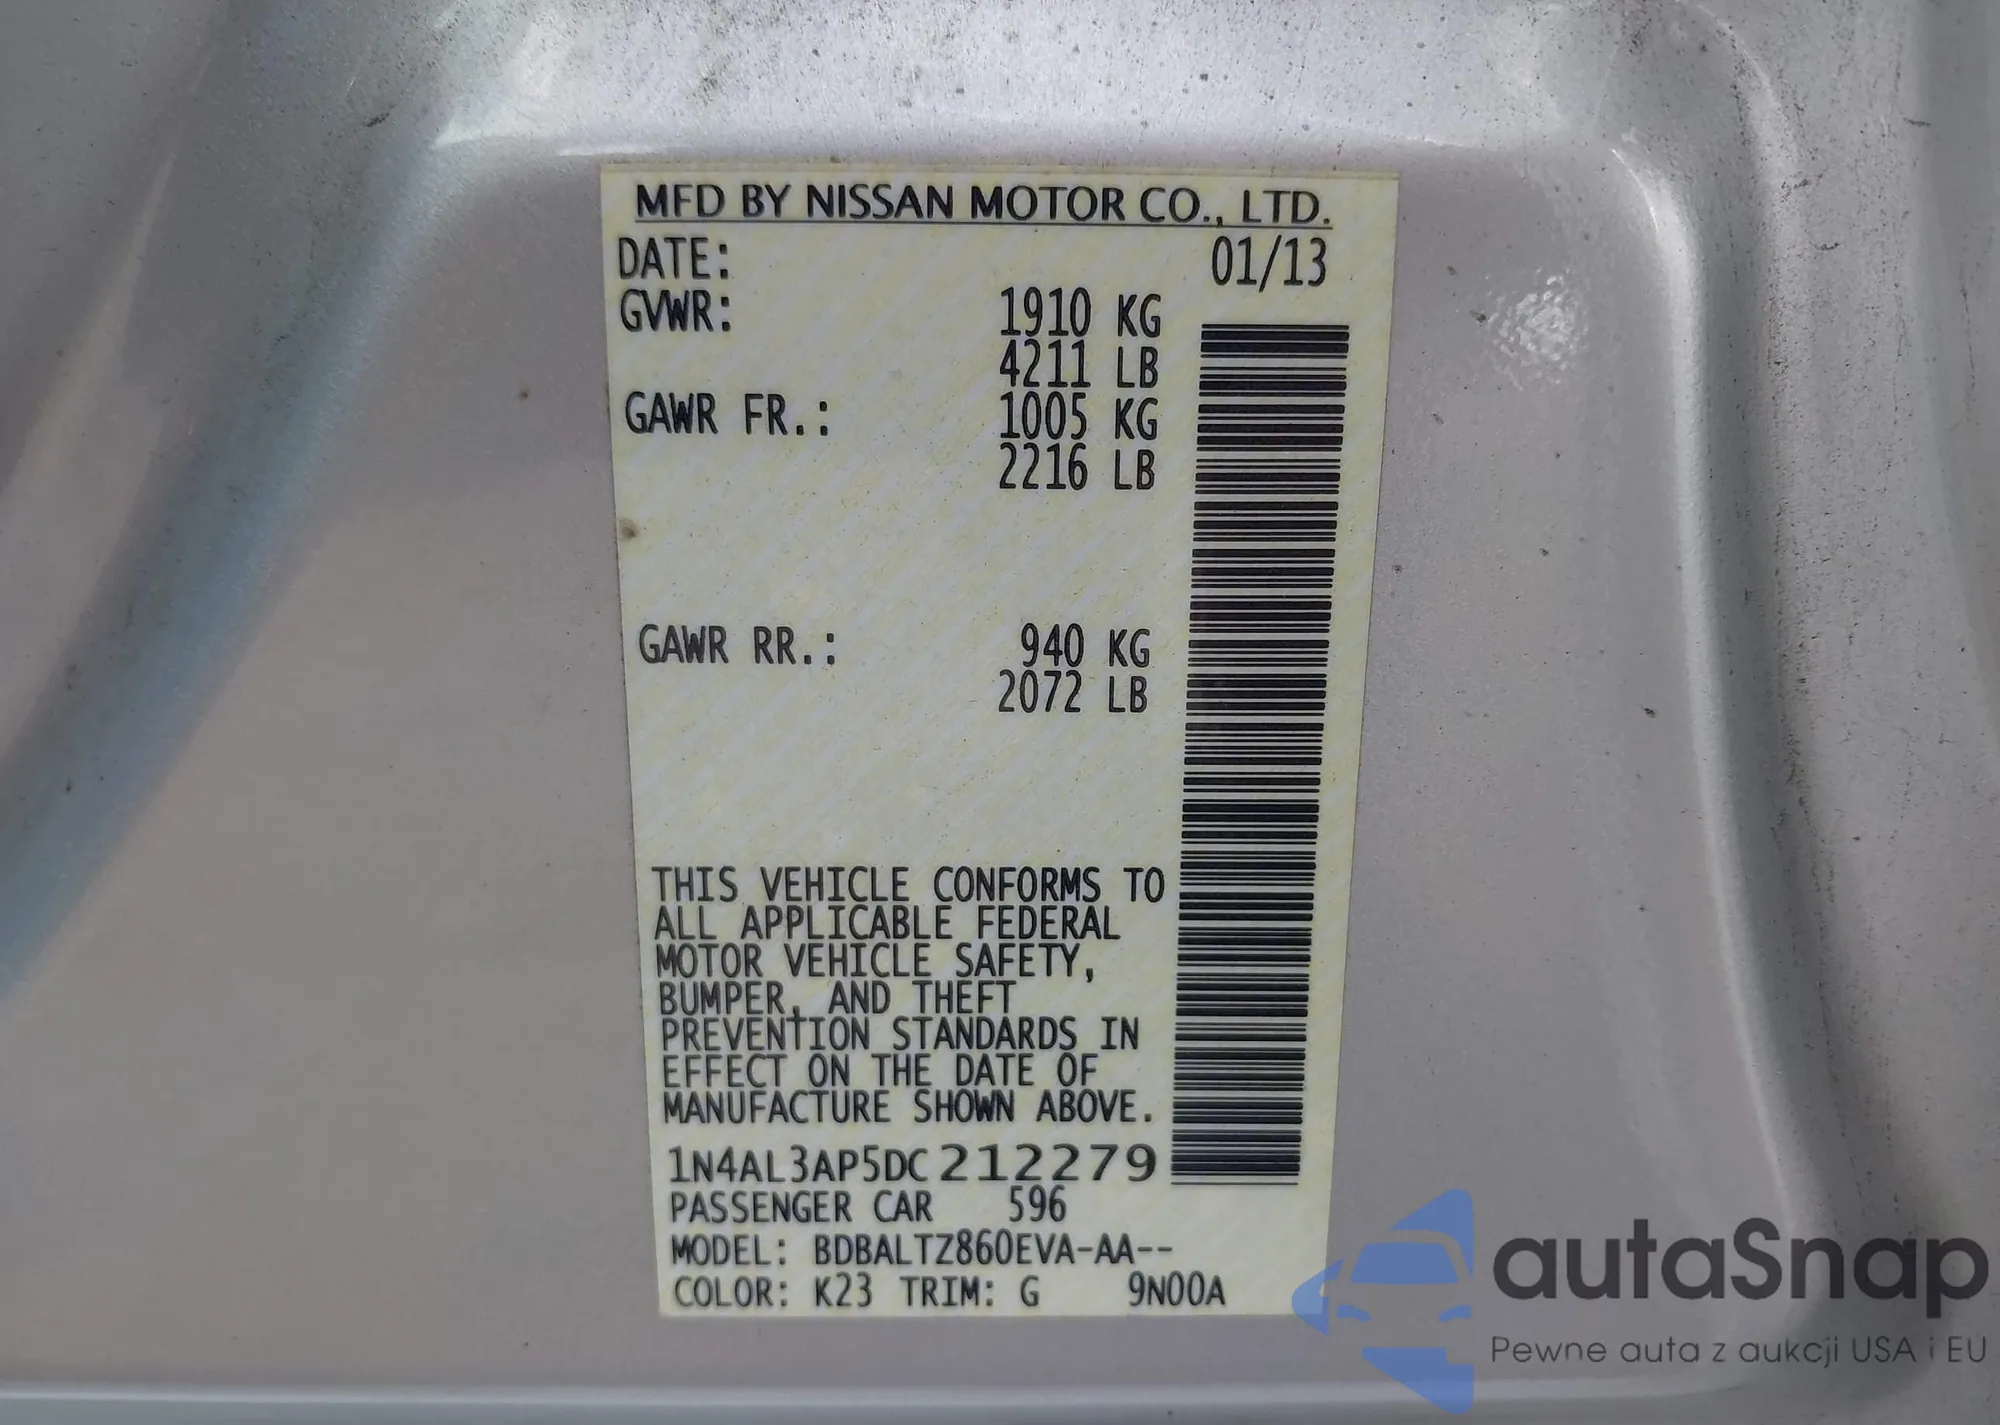 MFD BY NISSAN MOTOR CO., LTD.
DATE: 01/13
GVWR: 1910 KG
4211 LB
GAWR FR.: 1005 KG
2216 LB
GAWR RR.: 940 KG
2072 LB
THIS VEHICLE CONFORMS TO
ALL APPLICABLE FEDERAL
MOTOR VEHICLE SAFETY,
BUMPER, AND THEFT
PREVENTION STANDARDS IN
EFFECT ON THE DATE OF
MANUFACTURE SHOWN ABOVE.
1N4AL3AP5DC212279
PASSENGER CAR 596
MODEL: BDBALTZ860EVA-AA--
COLOR: K23 TRIM: G 9N00A
autaSnap
Pewne auta z aukcji USA i EU